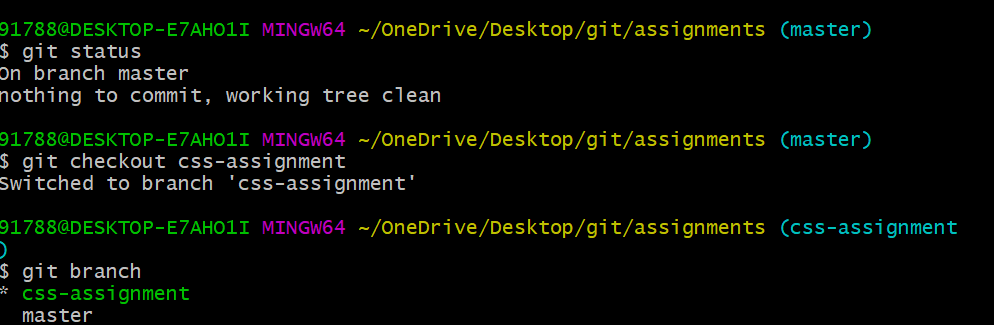 91788@DESKTOP-E7AHO1I MINGW64 ~/OneDrive/Desktop/git/assignments (master)
$ git status
On branch master
nothing to commit, working tree clean
91788@DESKTOP-E7AHO1I MINGW64 ~/OneDrive/Desktop/git/assignments (master)
$ git checkout css-assignment
Switched to branch 'css-assignment'
91788@DESKTOP-E7AHO1I MINGW64 ~/OneDrive/Desktop/git/assignments (css-assignment
)
$ git branch
* css-assignment
  master